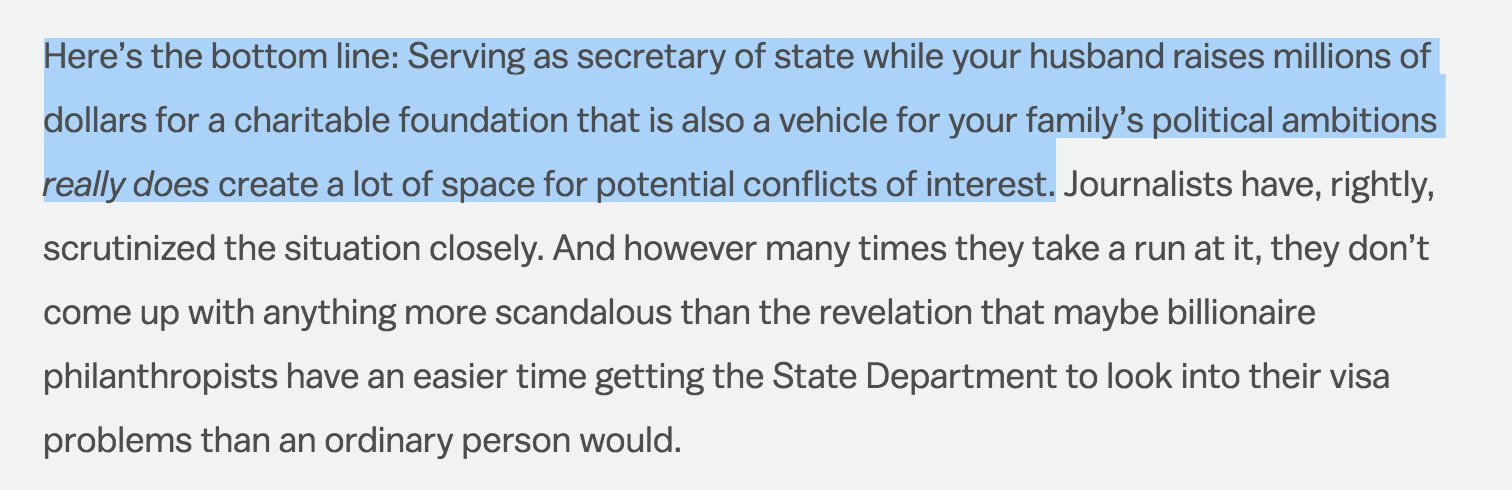 Here’s the bottom line: Serving as secretary of state while your husband raises millions of
dollars for a charitable foundation that is also a vehicle for your family’s political ambitions
really does create a lot of space for potential conflicts of interest. Journalists have, rightly,
scrutinized the situation closely. And however many times they take a run at it, they don’t
come up with anything more scandalous than the revelation that maybe billionaire
philanthropists have an easier time getting the State Department to look into their visa
problems than an ordinary person would.